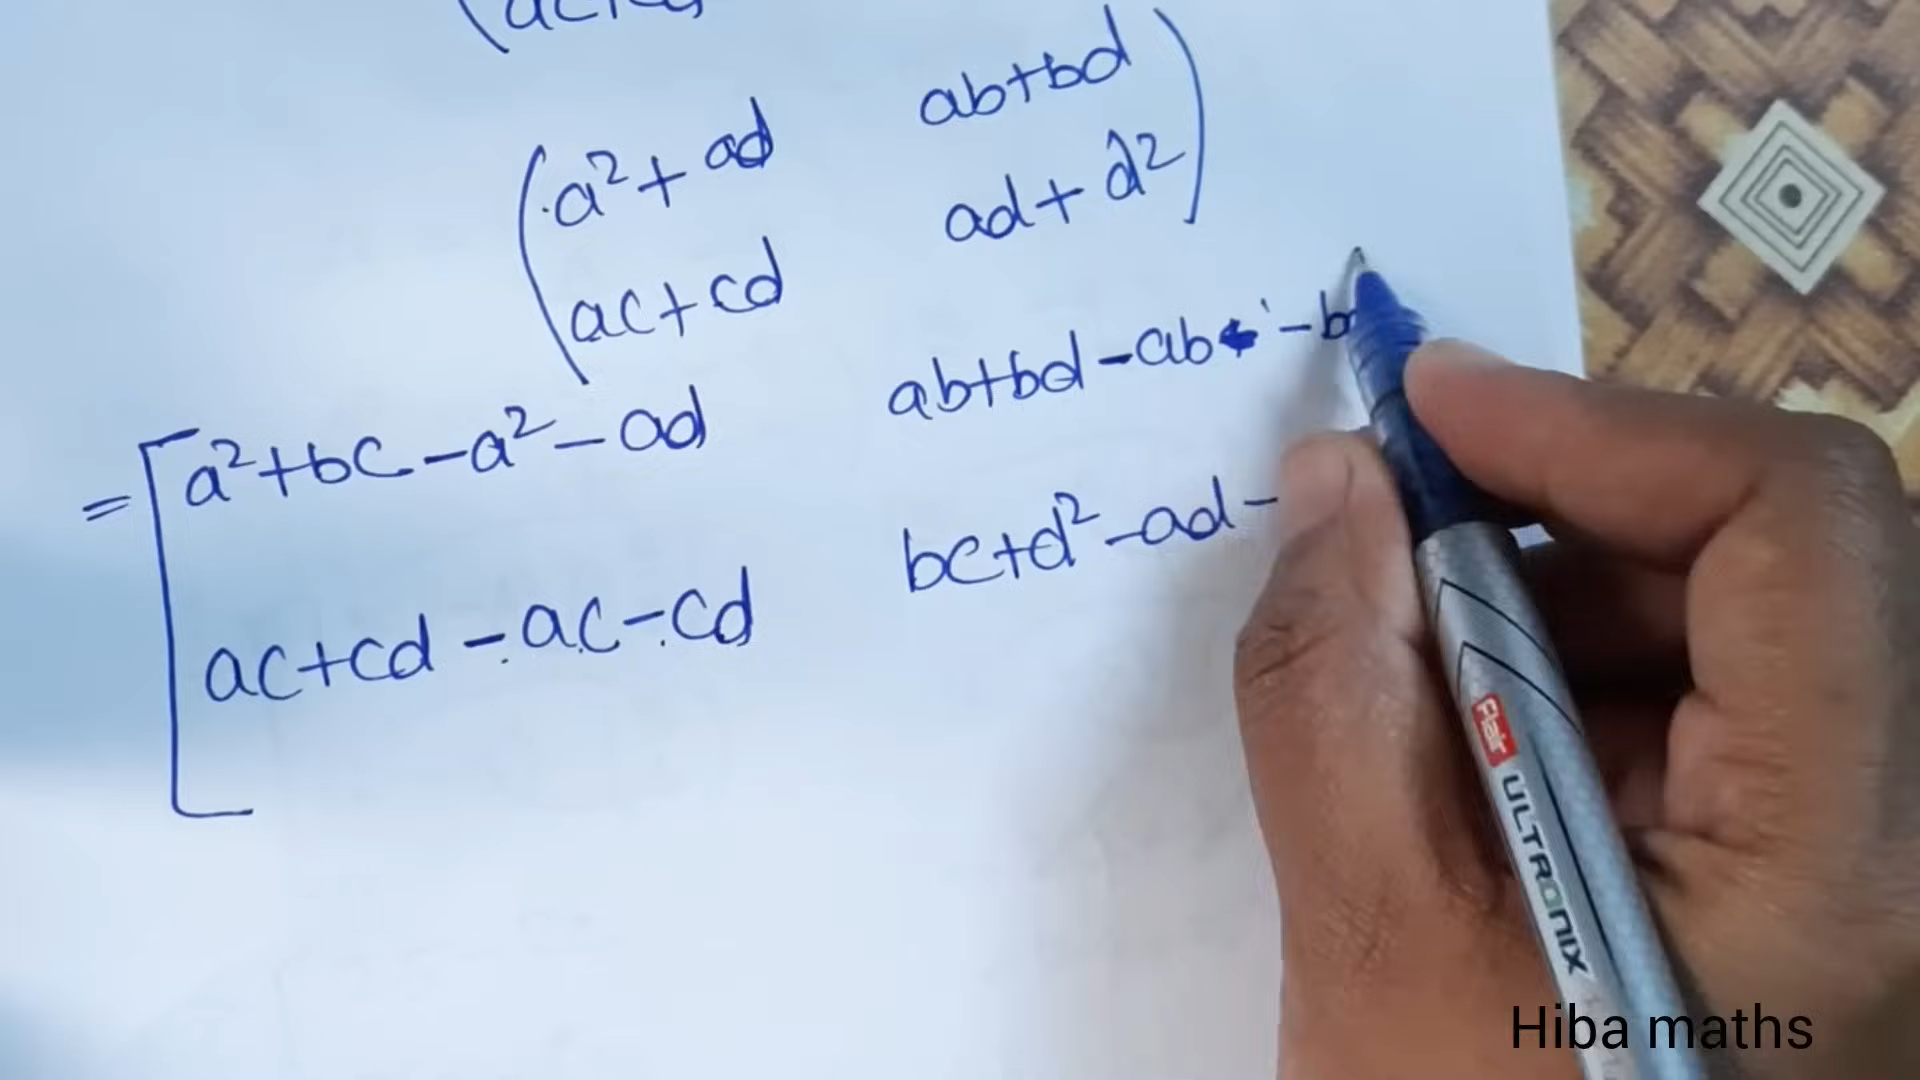 (a²+ad ab+bd
ac+cd ad+d²)
= [a²+bc-a²-ad ab+bd-ab-b
ac+cd-ac-cd bc+d²-ad-
Flair ULTRONIX
Hiba maths